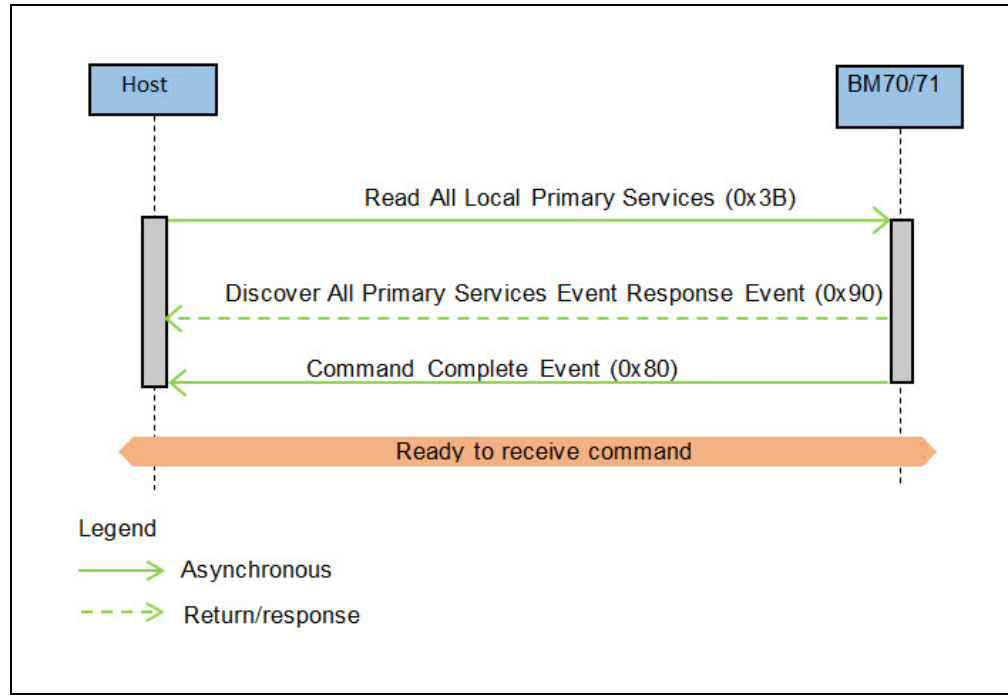 Host
BM70/71
Read All Local Primary Services (0x3B)
Discover All Primary Services Event Response Event (0x90)
Command Complete Event (0x80)
Ready to receive command
Legend
Asynchronous
Return/response